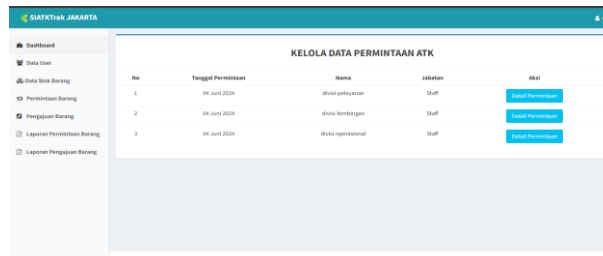 SIATKTrak JAKARTA
Dashboard
Data User
Data Stok Barang
Permintaan Barang
Pengajuan Barang
Laporan Permintaan Barang
Laporan Pengajuan Barang
KELOLA DATA PERMINTAAN ATK
No Tanggal Permintaan Nama Jabatan Aksi
1 04 Juni 2024 divisi-pelayanan Staff Detail Permintaan
2 04 Juni 2024 divisi-bimbingan Staff Detail Permintaan
3 04 Juni 2024 divisi-operasional Staff Detail Permintaan